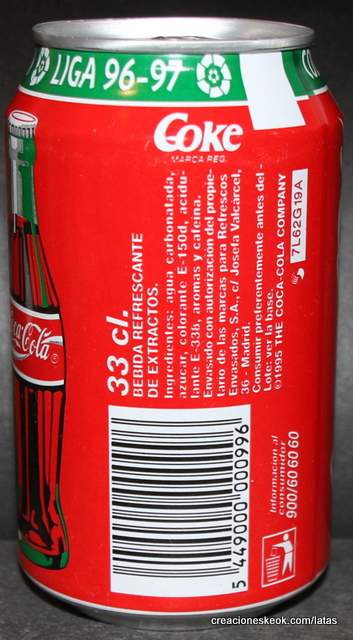 LIGA 96-97
Coke
MARCA REG.
Coca-Cola
33 cl.
BEBIDA REFRESCANTE
DE EXTRACTOS.
Ingredientes: agua carbonatada,
azúcar, colorante E-150d, acidu-
lante E-338, aromas y cafeína.
Envasado con autorización del propie-
tario de las marcas para Refrescos
Envasados, S.A., c/ Josefa Valcárcel,
36 - Madrid.
Consumir preferentemente antes del -
Lote: ver la base.
©1995 THE COCA-COLA COMPANY
7L62G19A
5 449000 000996
Información al
consumidor
900/60 60 60
creacioneskeok.com/latas